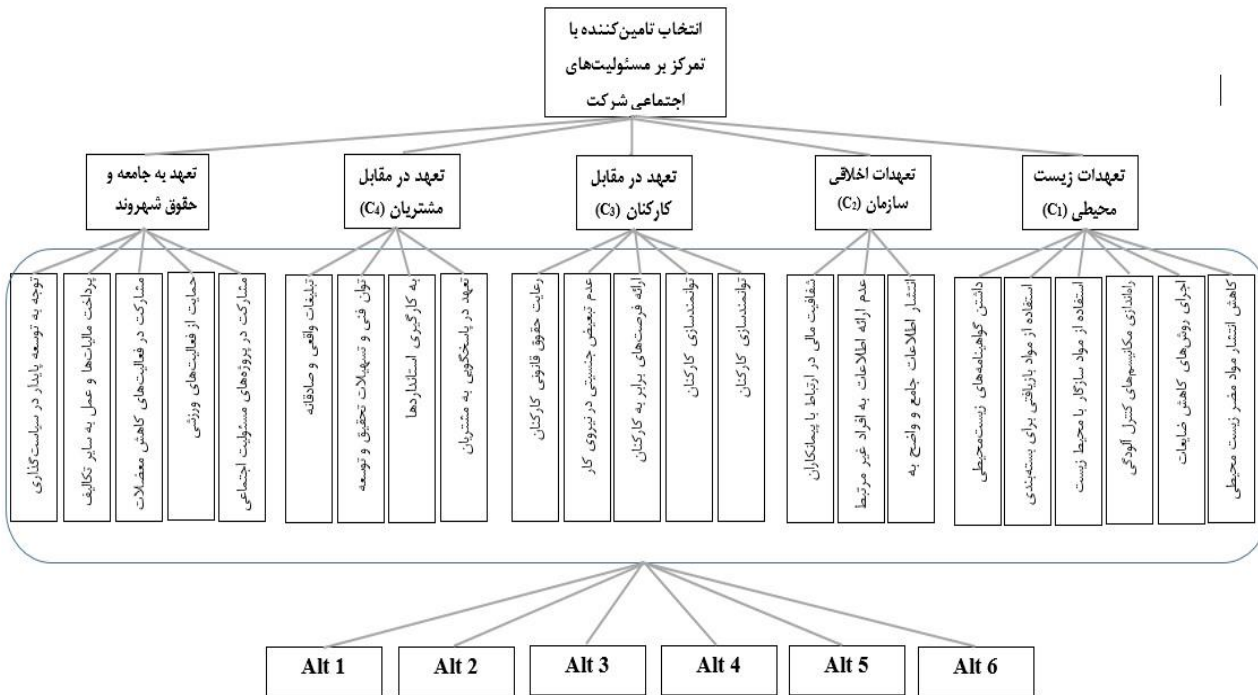 انتخاب تامین‌کننده با
تمرکز بر مسئولیت‌های
اجتماعی شرکت
تعهدات زیست
محیطی (C₁)
تعهدات اخلاقی
سازمان (C₂)
تعهد در مقابل
کارکنان (C₃)
تعهد در مقابل
مشتریان (C₄)
تعهد به جامعه و
حقوق شهروند
کاهش انتشار مواد مضر زیست محیطی
اجرای روش‌های کاهش ضایعات
راه‌اندازی مکانیسم‌های کنترل آلودگی
استفاده از مواد سازگار با محیط زیست
استفاده از مواد بازیافتی برای بسته‌بندی
داشتن گواهینامه‌های زیست‌محیطی
انتشار اطلاعات جامع و واضح به
عدم ارائه اطلاعات به افراد غیر مرتبط
شفافیت مالی در ارتباط با پیمانکاران
توانمندسازی کارکنان
توانمندسازی کارکنان
ارائه فرصت‌های برابر به کارکنان
عدم تبعیض جنسیتی در نیروی کار
رعایت حقوق قانونی کارکنان
تعهد در پاسخگویی به مشتریان
به کارگیری استانداردها
توان فنی و تسهیلات تحقیق و توسعه
تبلیغات واقعی و صادقانه
مشارکت در پروژه‌های مسئولیت اجتماعی
حمایت از فعالیت‌های ورزشی
مشارکت در فعالیت‌های کاهش معضلات
پرداخت مالیات‌ها و عمل به سایر تکالیف
توجه به توسعه پایدار در سیاست‌گذاری
Alt 1
Alt 2
Alt 3
Alt 4
Alt 5
Alt 6